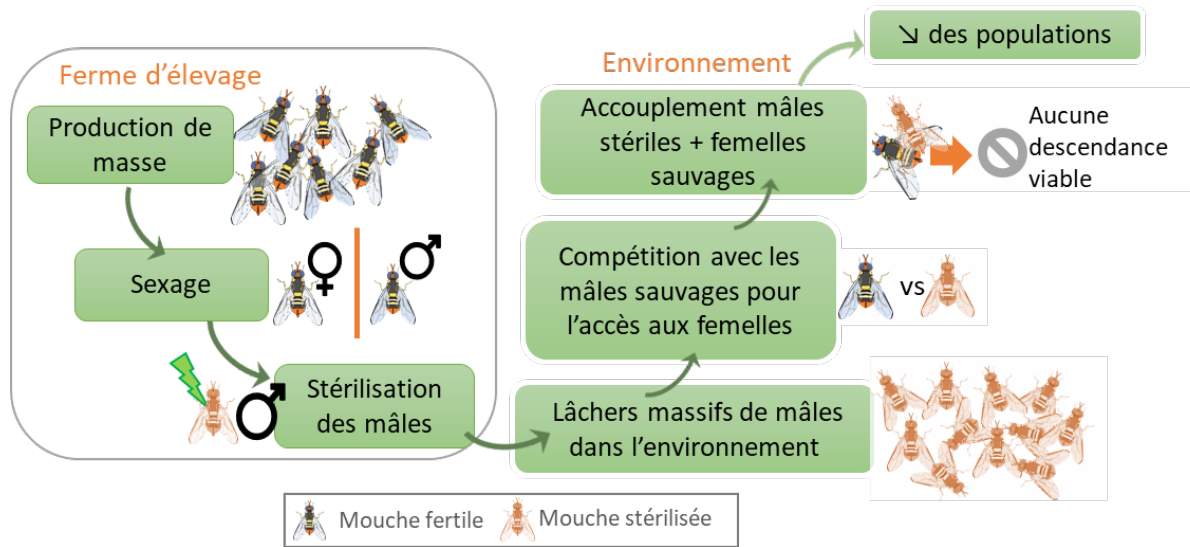 Ferme d'élevage
Production de
masse
Sexage
♀
♂
Stérilisation
des mâles
♂
Lâchers massifs de mâles
dans l'environnement
Compétition avec les
mâles sauvages pour
l'accès aux femelles
vs
Environnement
Accouplement mâles
stériles + femelles
sauvages
Aucune
descendance
viable
↘ des populations
Mouche fertile
Mouche stérilisée